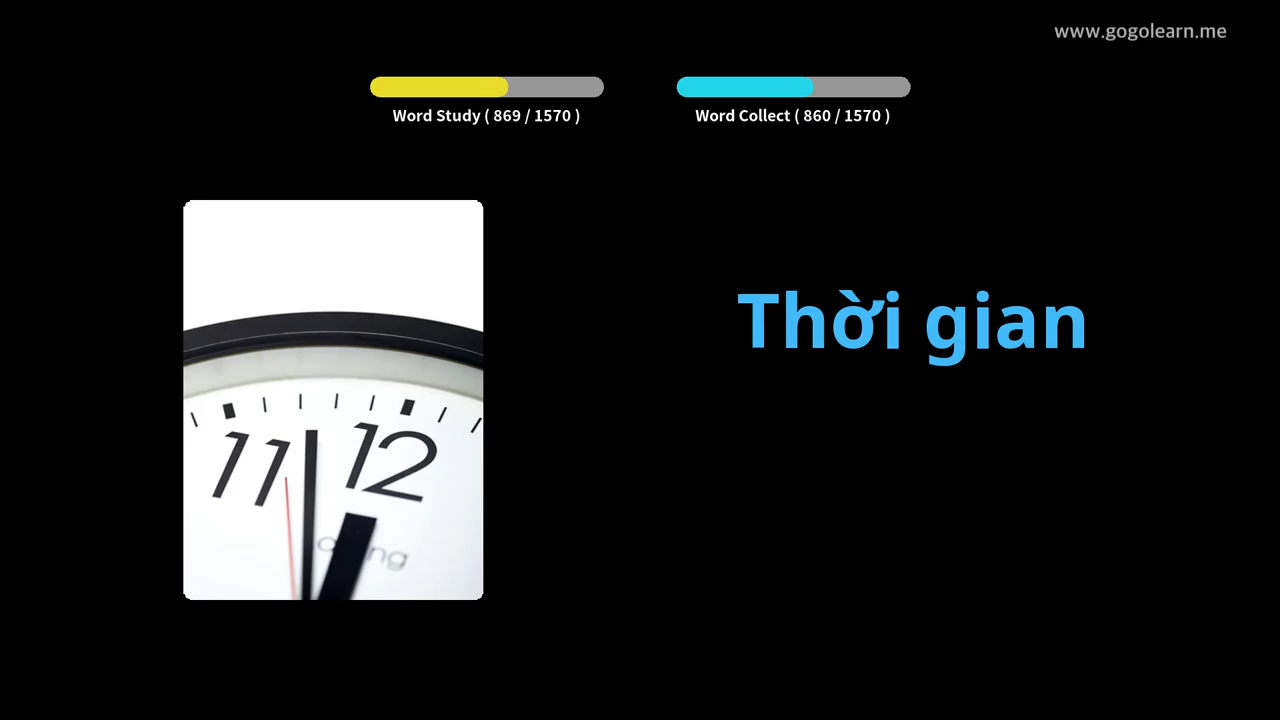 www.gogolearn.me
Word Study ( 869 / 1570 )
Word Collect ( 860 / 1570 )
Thời gian
11
12